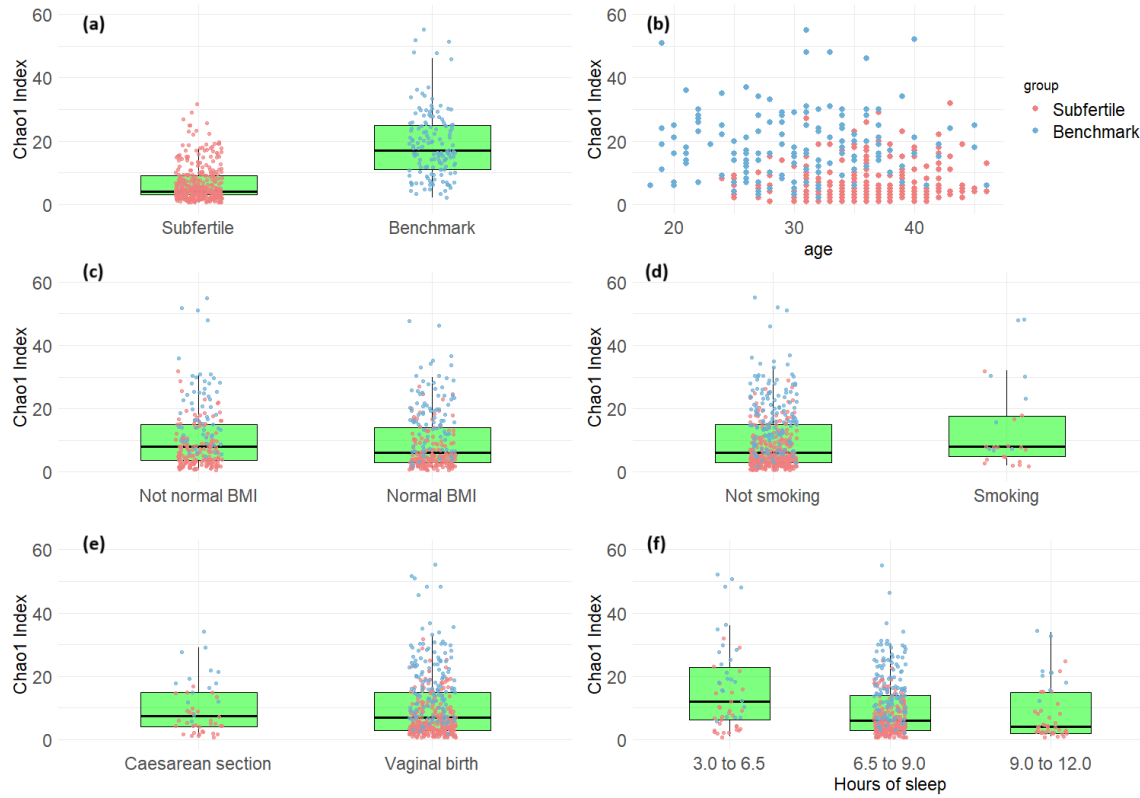 (a)
60
40
20
0
Chao1 Index
Subfertile
Benchmark
(b)
60
40
20
0
Chao1 Index
20
30
40
age
group
Subfertile
Benchmark
(c)
60
40
20
0
Chao1 Index
Not normal BMI
Normal BMI
(d)
60
40
20
0
Chao1 Index
Not smoking
Smoking
(e)
60
40
20
0
Chao1 Index
Caesarean section
Vaginal birth
(f)
60
40
20
0
Chao1 Index
3.0 to 6.5
6.5 to 9.0
9.0 to 12.0
Hours of sleep